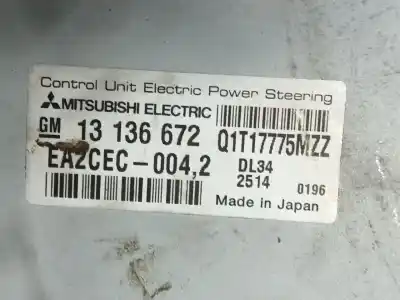 Control Unit Electric Power Steering
MITSUBISHI ELECTRIC
GM 13 136 672 Q1T17775MZZ
EA2CEC-004,2 DL34
2514 0196
Made in Japan